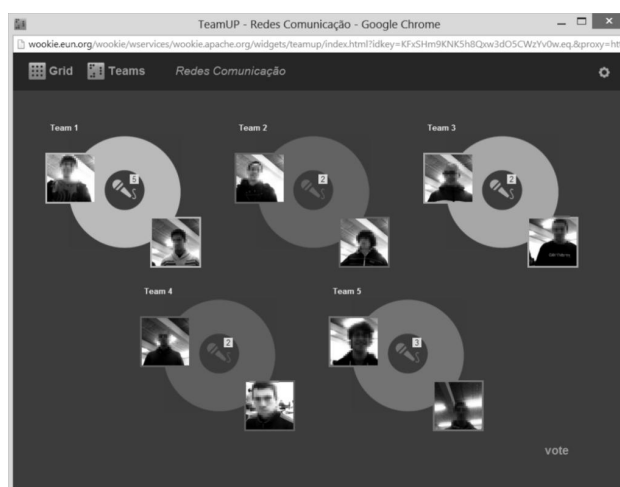 TeamUP - Redes Comunicação - Google Chrome
wookie.eun.org/wookie/wservices/wookie.apache.org/widgets/teamup/index.html?idkey=KFxSHm9KNKSh8Qxw3dO5CWzYv0w.eq.&proxy=htt
Grid Teams Redes Comunicação
Team 1 Team 2 Team 3
5 2 2
Team 4 Team 5
2 3
vote